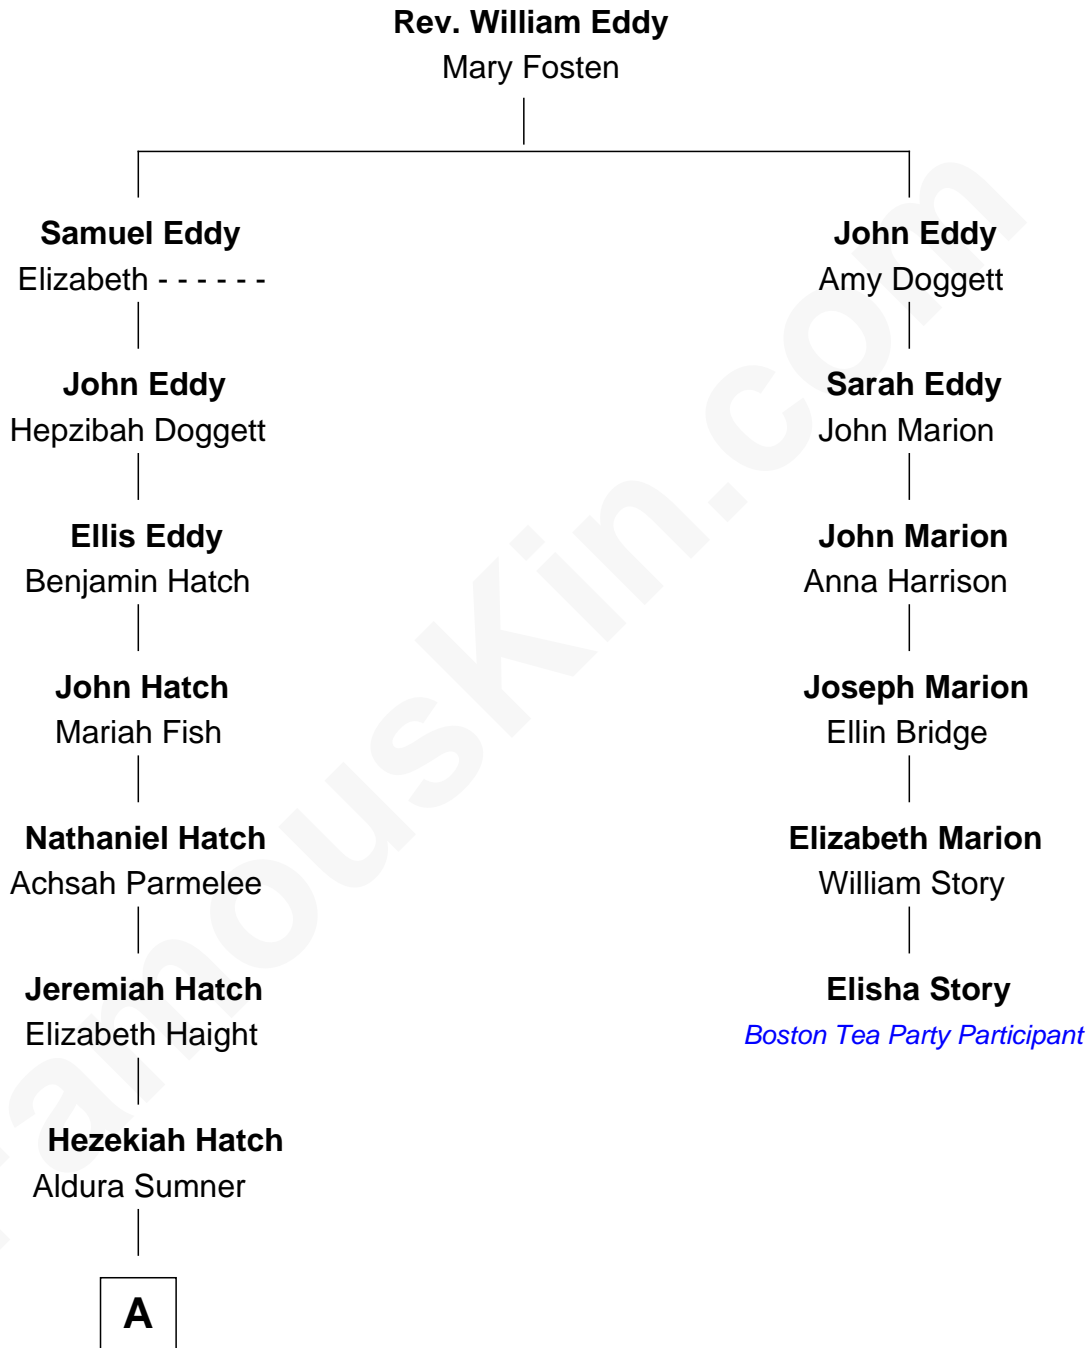 Rev. William Eddy
Mary Fosten
Samuel Eddy
Elizabeth - - - - - -
John Eddy
Amy Doggett
John Eddy
Hepzibah Doggett
Sarah Eddy
John Marion
Ellis Eddy
Benjamin Hatch
John Marion
Anna Harrison
John Hatch
Mariah Fish
Joseph Marion
Ellin Bridge
Nathaniel Hatch
Achsah Parmelee
Elizabeth Marion
William Story
Jeremiah Hatch
Elizabeth Haight
Elisha Story
Boston Tea Party Participant
Hezekiah Hatch
Aldura Sumner
A
FamousKin.com